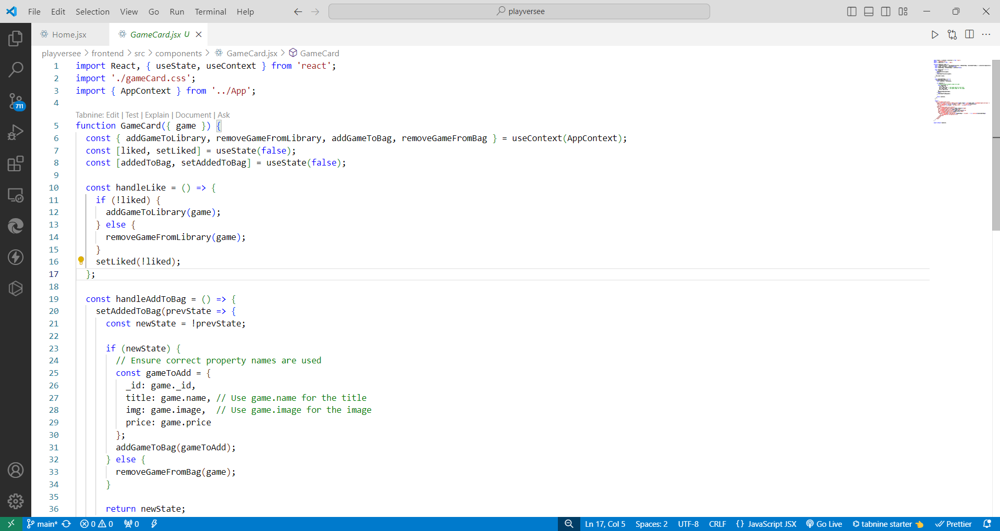 File Edit Selection View Go Run Terminal Help
playversee
Home.jsx
GameCard.jsx U
playversee > frontend > src > components > GameCard.jsx > GameCard
1 import React, { useState, useContext } from 'react';
2 import './gameCard.css';
3 import { AppContext } from '../App';
4
Tabnine: Edit | Test | Explain | Document | Ask
5 function GameCard({ game }) {
6 const { addGameToLibrary, removeGameFromLibrary, addGameToBag, removeGameFromBag } = useContext(AppContext);
7 const [liked, setLiked] = useState(false);
8 const [addedToBag, setAddedToBag] = useState(false);
9
10 const handleLike = () => {
11 if (!liked) {
12 addGameToLibrary(game);
13 } else {
14 removeGameFromLibrary(game);
15 }
16 setLiked(!liked);
17 };
18
19 const handleAddToBag = () => {
20 setAddedToBag(prevState => {
21 const newState = !prevState;
22
23 if (newState) {
24 // Ensure correct property names are used
25 const gameToAdd = {
26 _id: game._id,
27 title: game.name, // Use game.name for the title
28 img: game.image,  // Use game.image for the image
29 price: game.price
30 };
31 addGameToBag(gameToAdd);
32 } else {
33 removeGameFromBag(game);
34 }
35
36 return newState;
711
main* 0 0 0
Ln 17, Col 5 Spaces: 2 UTF-8 CRLF {} JavaScript JSX Go Live tabnine starter Prettier